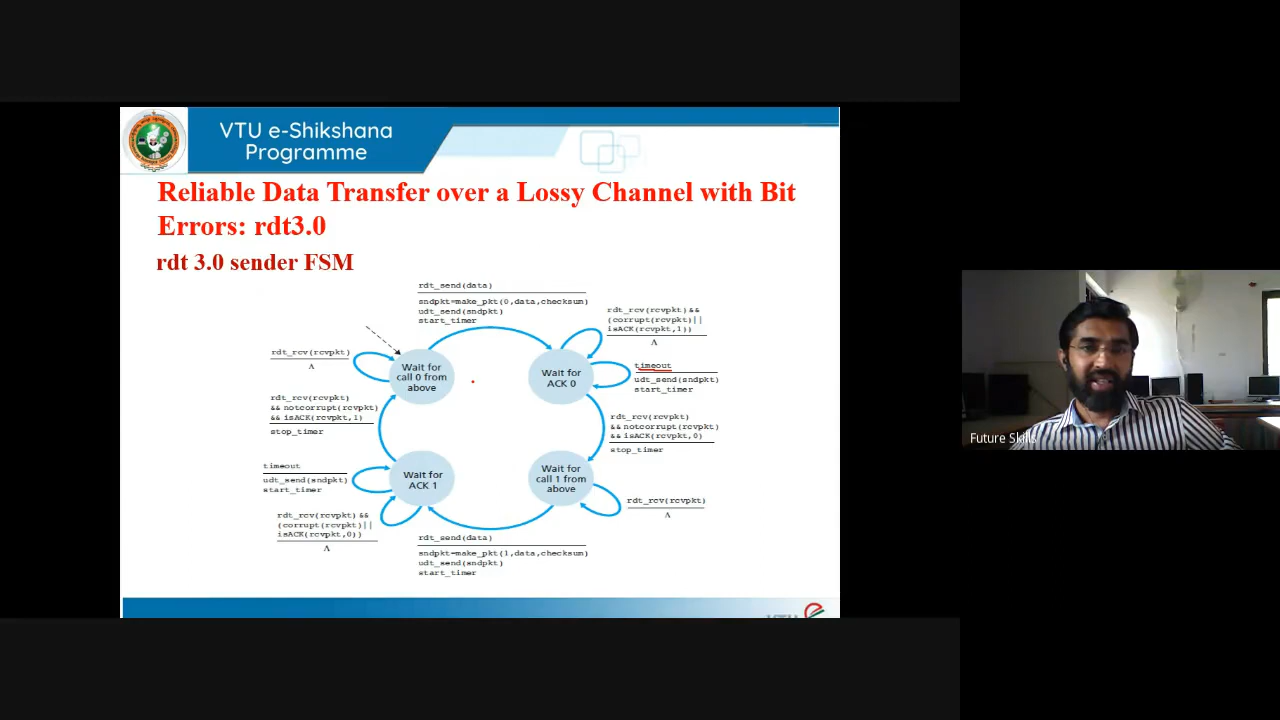 VTU e-Shikshana
Programme
Reliable Data Transfer over a Lossy Channel with Bit
Errors: rdt3.0
rdt 3.0 sender FSM
rdt_send(data)
sndpkt=make_pkt(0,data,checksum)
udt_send(sndpkt)
start_timer
rdt_rcv(rcvpkt)&&
(corrupt(rcvpkt)||
isACK(rcvpkt,1))
Λ
rdt_rcv(rcvpkt)
Λ
Wait for
call 0 from
above
Wait for
ACK 0
timeout
udt_send(sndpkt)
start_timer
rdt_rcv(rcvpkt)
&& notcorrupt(rcvpkt)
&& isACK(rcvpkt,1)
stop_timer
rdt_rcv(rcvpkt)
&& notcorrupt(rcvpkt)
&& isACK(rcvpkt,0)
stop_timer
timeout
udt_send(sndpkt)
start_timer
Wait for
ACK 1
Wait for
call 1 from
above
rdt_rcv(rcvpkt)
Λ
rdt_rcv(rcvpkt)&&
(corrupt(rcvpkt)||
isACK(rcvpkt,0))
Λ
rdt_send(data)
sndpkt=make_pkt(1,data,checksum)
udt_send(sndpkt)
start_timer
Future Skills